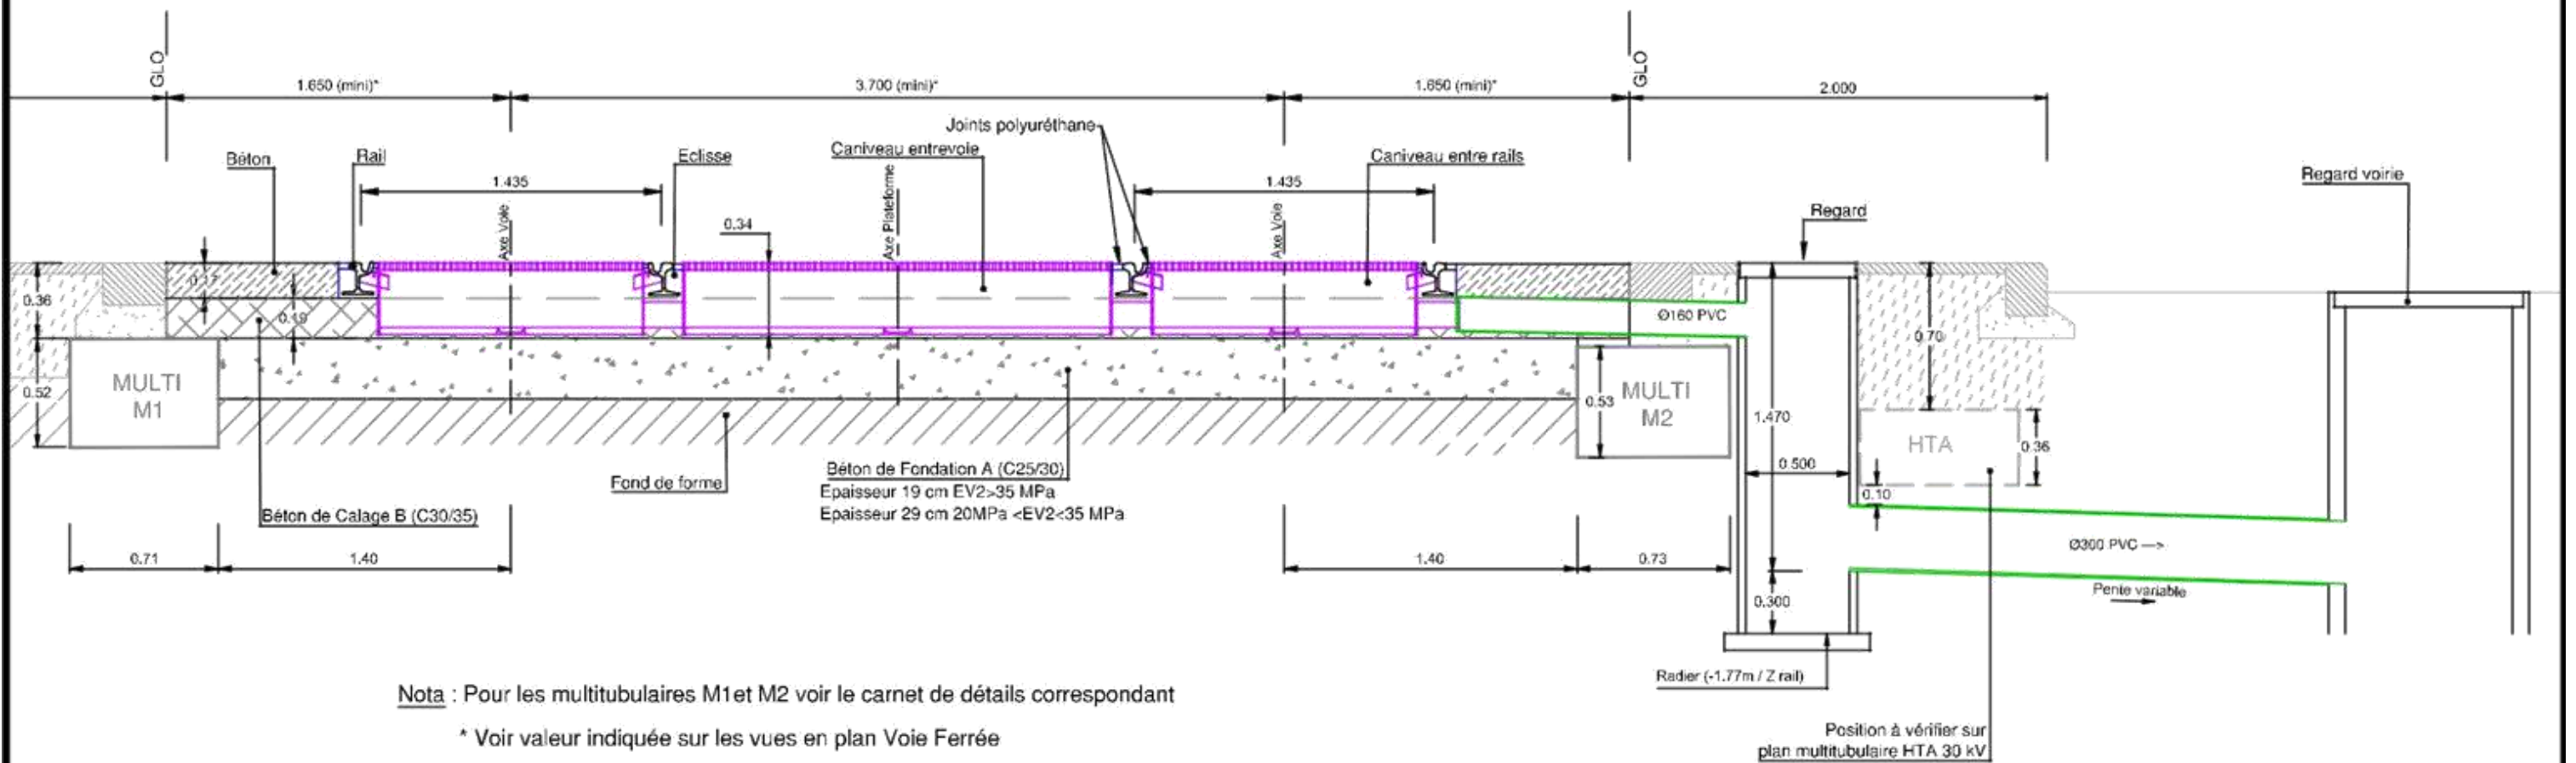 GLO
GLO
1.650 (mini)*
3.700 (mini)*
1.650 (mini)*
2.000
Joints polyuréthane
Béton
Rail
Eclisse
Caniveau entrevoie
Caniveau entre rails
Regard voirie
1.435
1.435
Axe Voie
Axe Plateforme
Axe Voie
Regard
0.34
0.17
0.36
0.19
Ø160 PVC
0.70
MULTI
M1
0.52
0.53
MULTI
M2
1.470
HTA
0.36
0.500
0.10
Fond de forme
Béton de Fondation A (C25/30)
Epaisseur 19 cm EV2>35 MPa
Epaisseur 29 cm 20MPa <EV2<35 MPa
Béton de Calage B (C30/35)
0.71
1.40
1.40
0.73
Ø300 PVC
Pente variable
0.300
Radier (-1.77m / Z rail)
Nota : Pour les multitubulaires M1et M2 voir le carnet de détails correspondant
* Voir valeur indiquée sur les vues en plan Voie Ferrée
Position à vérifier sur
plan multitubulaire HTA 30 kV